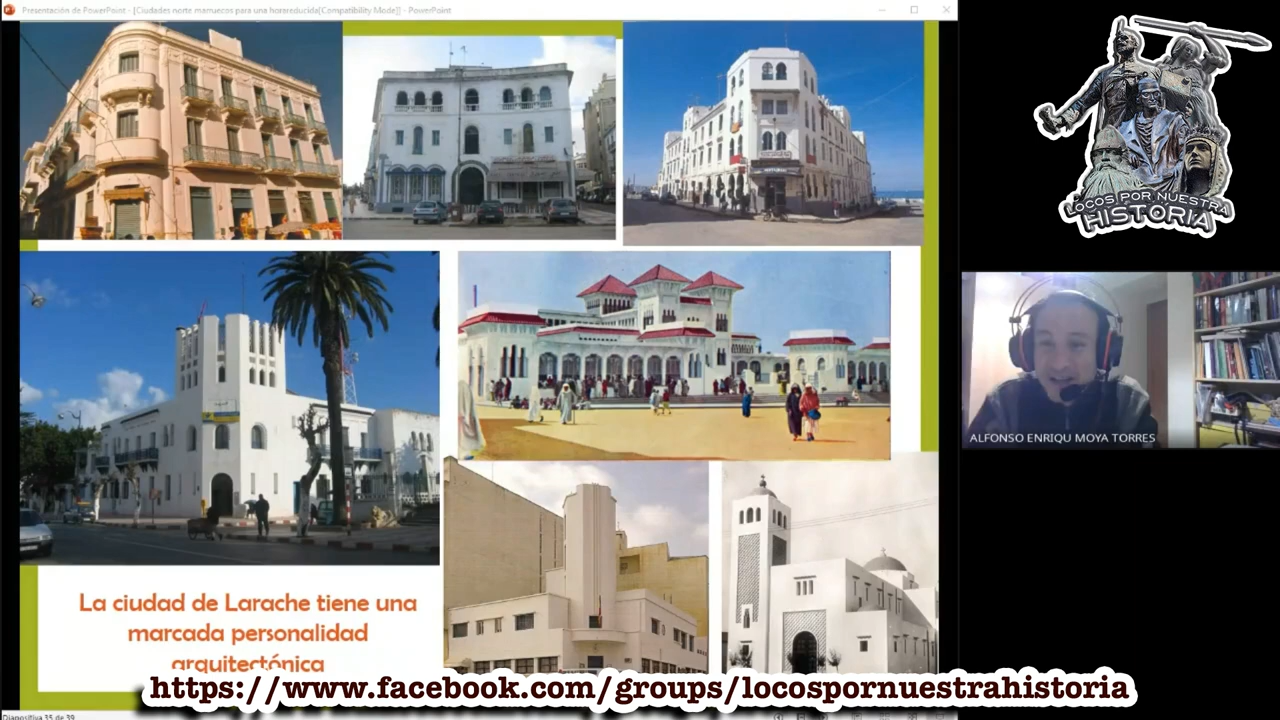 Presentación de PowerPoint - [Ciudades norte marruecos para una horareducida[Compatibility Mode]] - PowerPoint
LOCOS POR NUESTRA
HISTORIA
ALFONSO ENRIQU MOYA TORRES
La ciudad de Larache tiene una
marcada personalidad
arquitectónica
https://www.facebook.com/groups/locospornuestrahistoria
Diapositiva 35 de 39